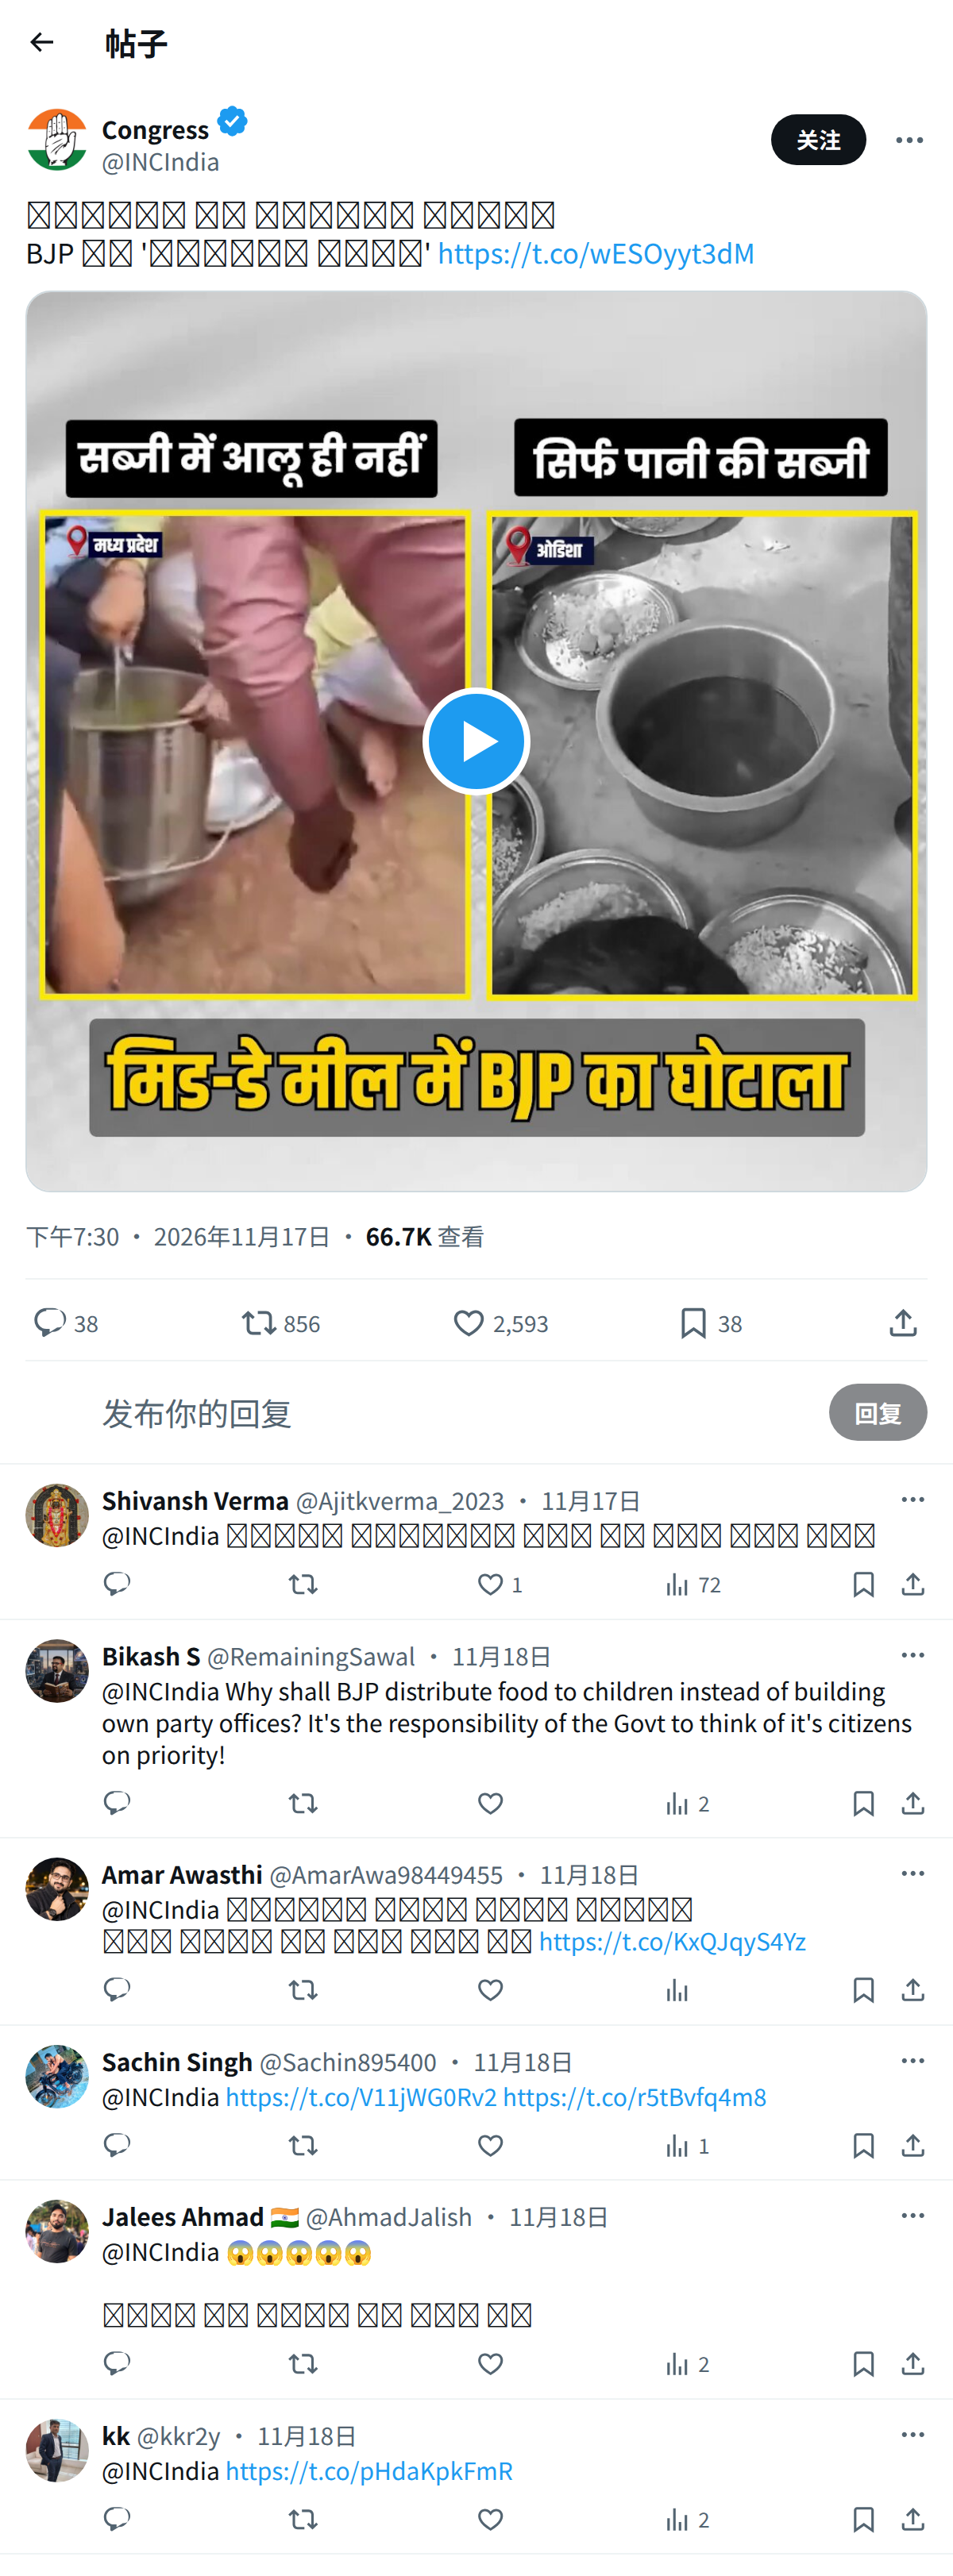 帖子
Congress
@INCIndia
关注
BJP
https://t.co/wESOyyt3dM
सब्जी में आलू ही नहीं
सिर्फ पानी की सब्जी
मध्य प्रदेश
ओडिशा
मिड-डे मील में BJP का घोटाला
下午7:30 · 2026年11月17日 · 66.7K 查看
38 856 2,593 38
发布你的回复
回复
Shivansh Verma @Ajitkverma_2023 · 11月17日
@INCIndia
1 72
Bikash S @RemainingSawal · 11月18日
@INCIndia Why shall BJP distribute food to children instead of building
own party offices? It's the responsibility of the Govt to think of it's citizens
on priority!
2
Amar Awasthi @AmarAwa98449455 · 11月18日
@INCIndia
https://t.co/KxQJqyS4Yz
Sachin Singh @Sachin895400 · 11月18日
@INCIndia https://t.co/V11jWG0Rv2 https://t.co/r5tBvfq4m8
1
Jalees Ahmad 🇮🇳 @AhmadJalish · 11月18日
@INCIndia 😱😱😱😱😱
2
kk @kkr2y · 11月18日
@INCIndia https://t.co/pHdaKpkFmR
2